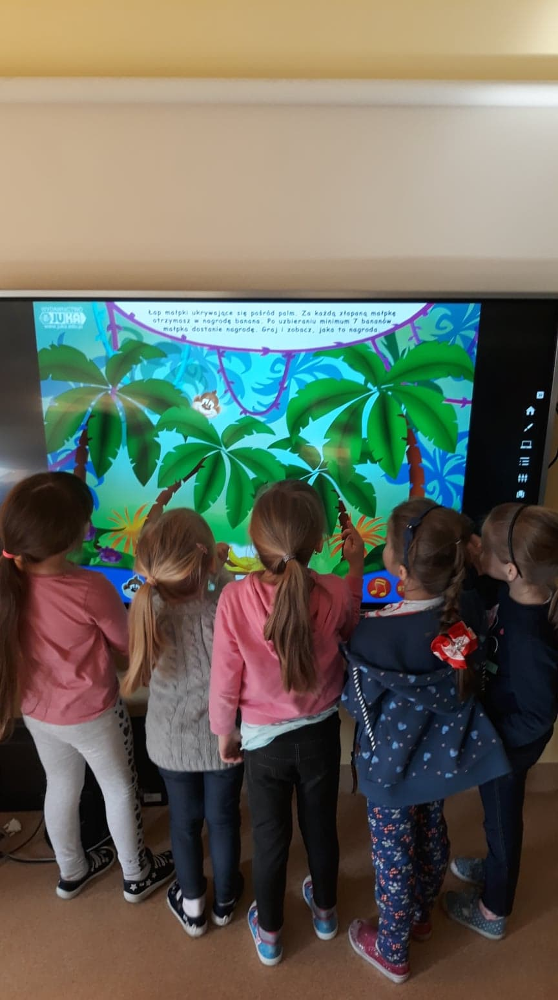 WYDAWNICTWO
JUKA
www.juka.edu.pl
Łap małpki ukrywające się pośród palm. Za każdą złapaną małpkę
otrzymasz w nagrodę banana. Po uzbieraniu minimum 7 bananów
małpka dostanie nagrodę. Graj i zobacz, jaka to nagroda.